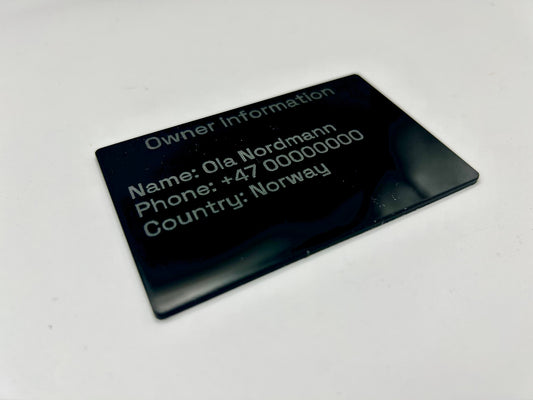 Owner Information
Name: Ola Nordmann
Phone: +47 00000000
Country: Norway